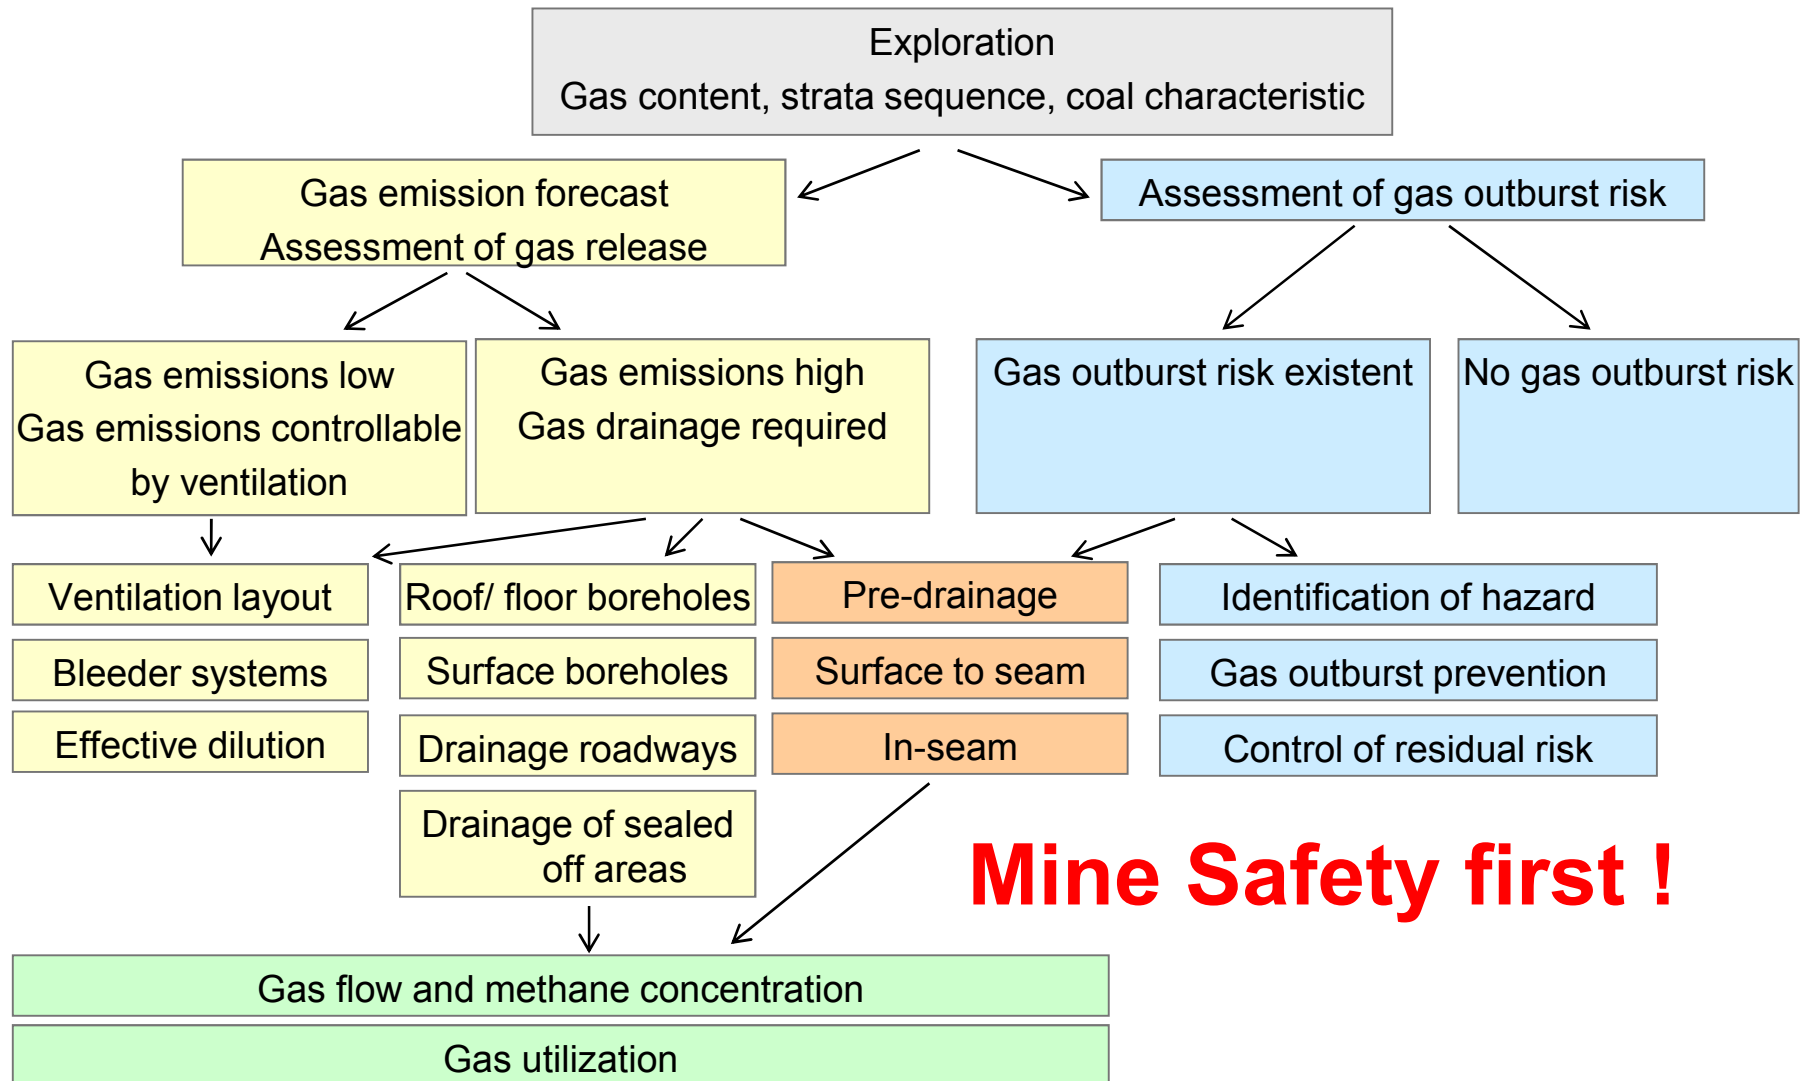 Exploration
Gas content, strata sequence, coal characteristic
Gas emission forecast
Assessment of gas release
Assessment of gas outburst risk
Gas emissions low
Gas emissions controllable
by ventilation
Gas emissions high
Gas drainage required
Gas outburst risk existent
No gas outburst risk
Ventilation layout
Bleeder systems
Effective dilution
Roof/ floor boreholes
Surface boreholes
Drainage roadways
Drainage of sealed
off areas
Pre-drainage
Surface to seam
In-seam
Identification of hazard
Gas outburst prevention
Control of residual risk
Mine Safety first !
Gas flow and methane concentration
Gas utilization